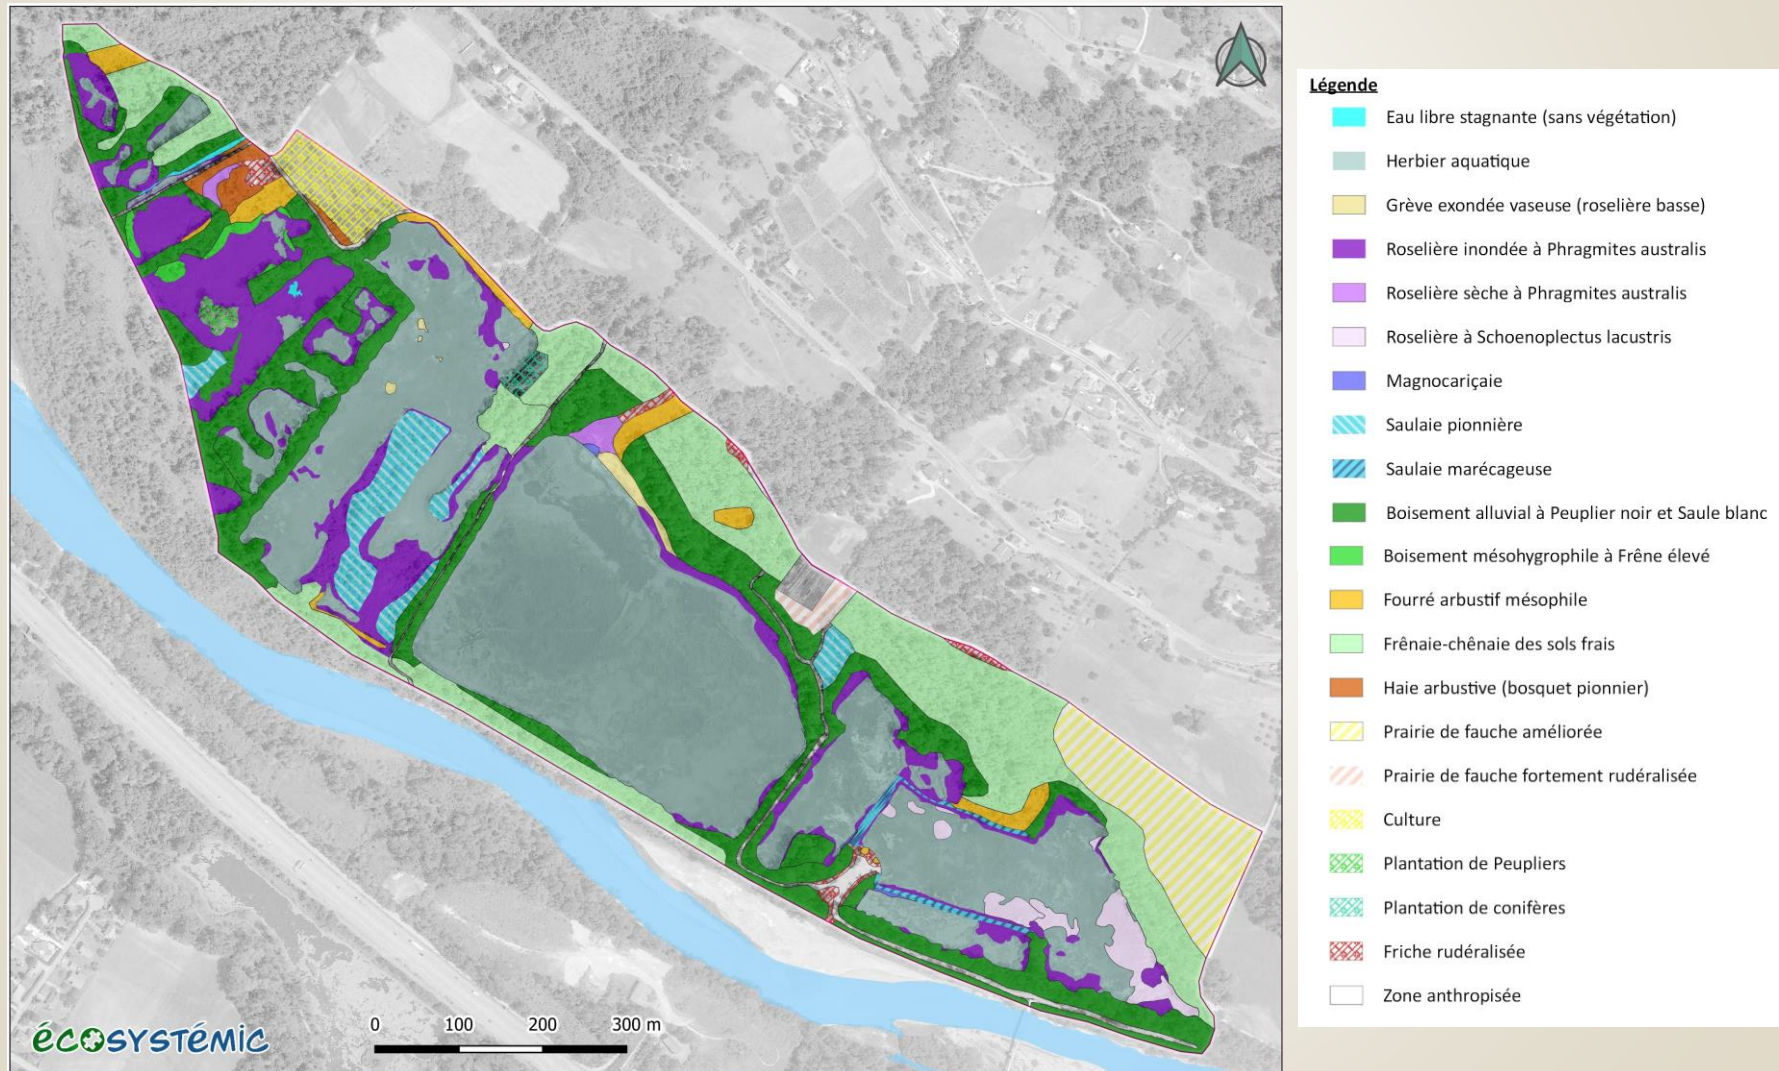 Légende
Eau libre stagnante (sans végétation)
Herbier aquatique
Grève exondée vaseuse (roselière basse)
Roselière inondée à Phragmites australis
Roselière sèche à Phragmites australis
Roselière à Schoenoplectus lacustris
Magnocariçaie
Saulaie pionnière
Saulaie marécageuse
Boisement alluvial à Peuplier noir et Saule blanc
Boisement mésohygrophile à Frêne élevé
Fourré arbustif mésophile
Frênaie-chênaie des sols frais
Haie arbustive (bosquet pionnier)
Prairie de fauche améliorée
Prairie de fauche fortement rudéralisée
Culture
Plantation de Peupliers
Plantation de conifères
Friche rudéralisée
Zone anthropisée
écosystémic
0 100 200 300 m